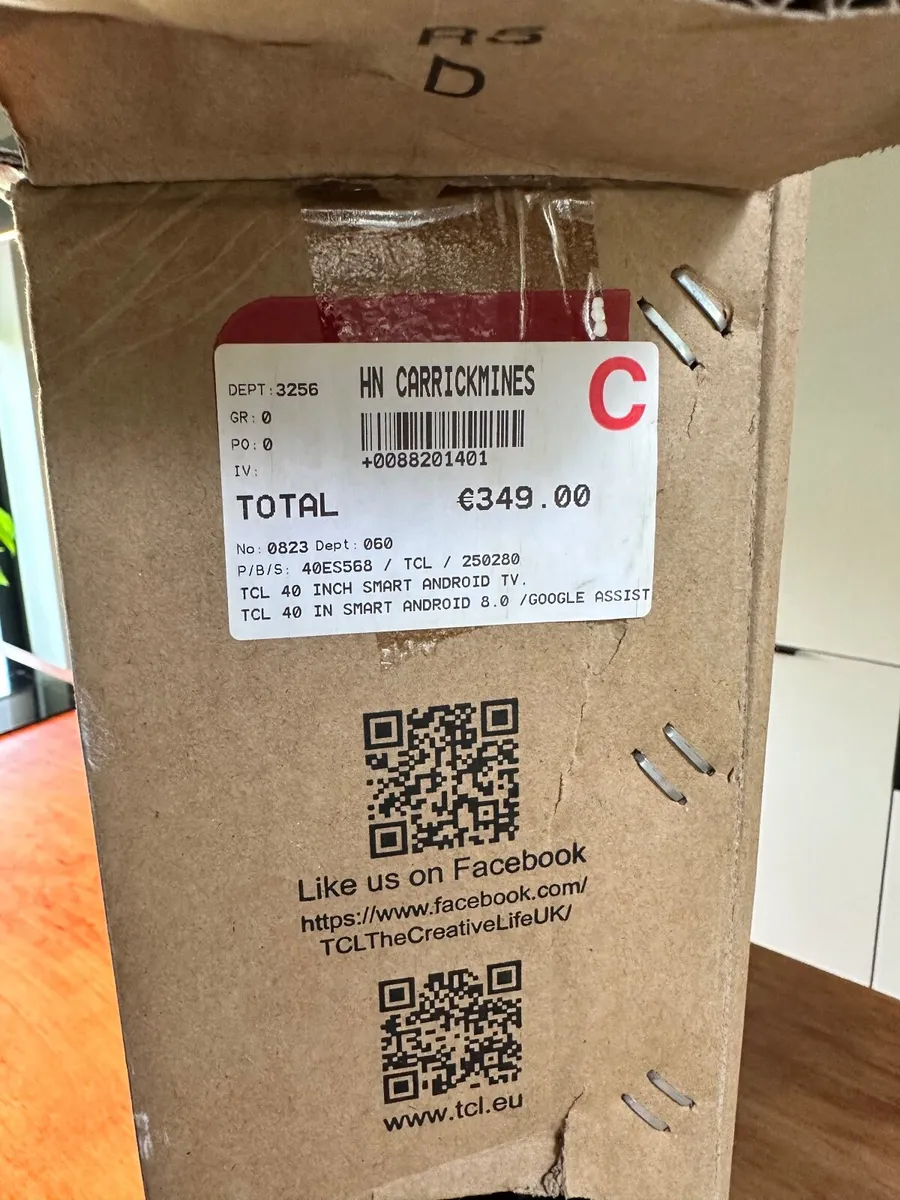 RS
D
HN CARRICKMINES
C
DEPT:3256
GR: 0
PO: 0
IV:
+0088201401
TOTAL €349.00
No: 0823 Dept: 060
P/B/S: 40ES568 / TCL / 250280
TCL 40 INCH SMART ANDROID TV.
TCL 40 IN SMART ANDROID 8.0 /GOOGLE ASSIST
Like us on Facebook
https://www.facebook.com/
TCLTheCreativeLifeUK/
www.tcl.eu